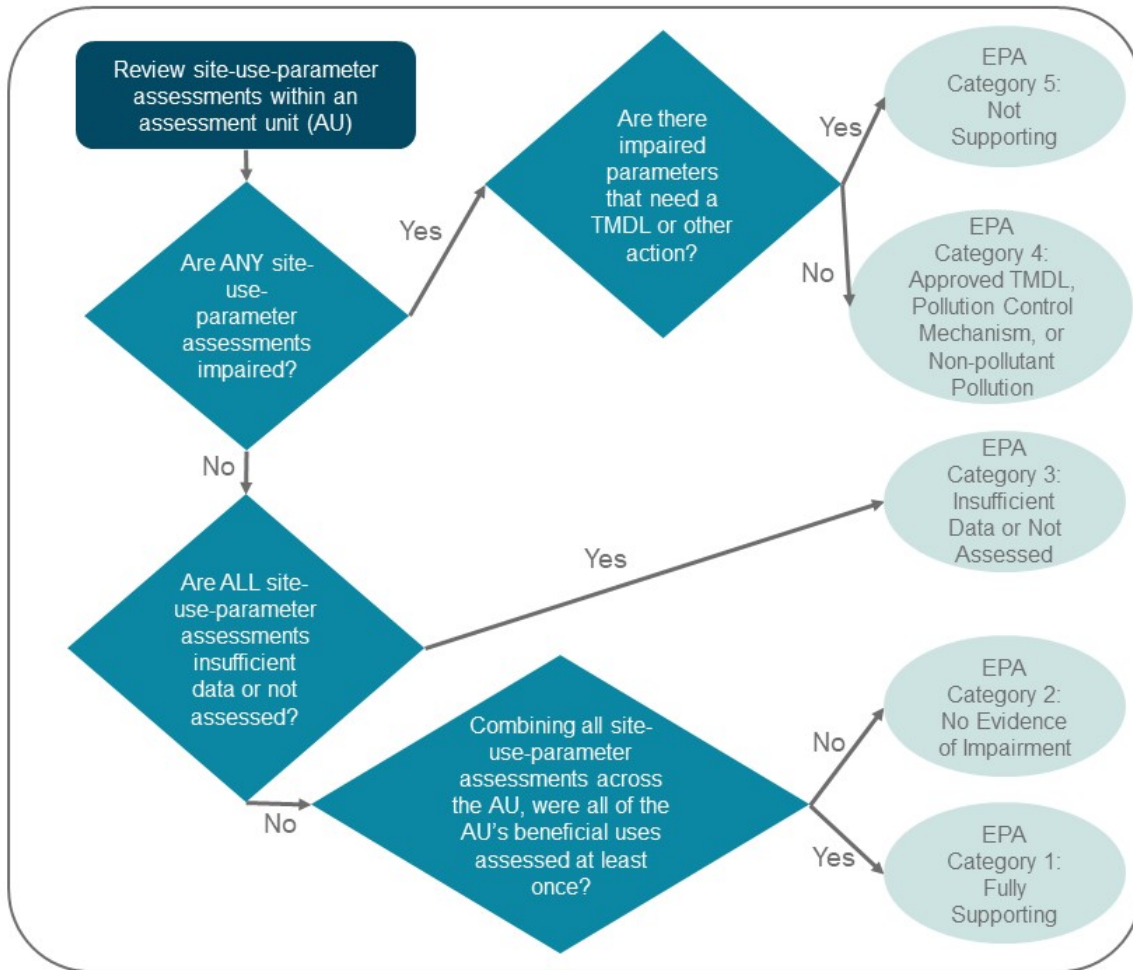 Review site-use-parameter
assessments within an
assessment unit (AU)
Are ANY site-
use-
parameter
assessments
impaired?
Yes
Are there
impaired
parameters
that need a
TMDL or other
action?
Yes
EPA
Category 5:
Not
Supporting
No
EPA
Category 4:
Approved TMDL,
Pollution Control
Mechanism, or
Non-pollutant
Pollution
No
Are ALL site-
use-parameter
assessments
insufficient
data or not
assessed?
Yes
EPA
Category 3:
Insufficient
Data or Not
Assessed
No
Combining all site-
use-parameter
assessments across
the AU, were all of the
AU’s beneficial uses
assessed at least
once?
No
EPA
Category 2:
No Evidence
of Impairment
Yes
EPA
Category 1:
Fully
Supporting